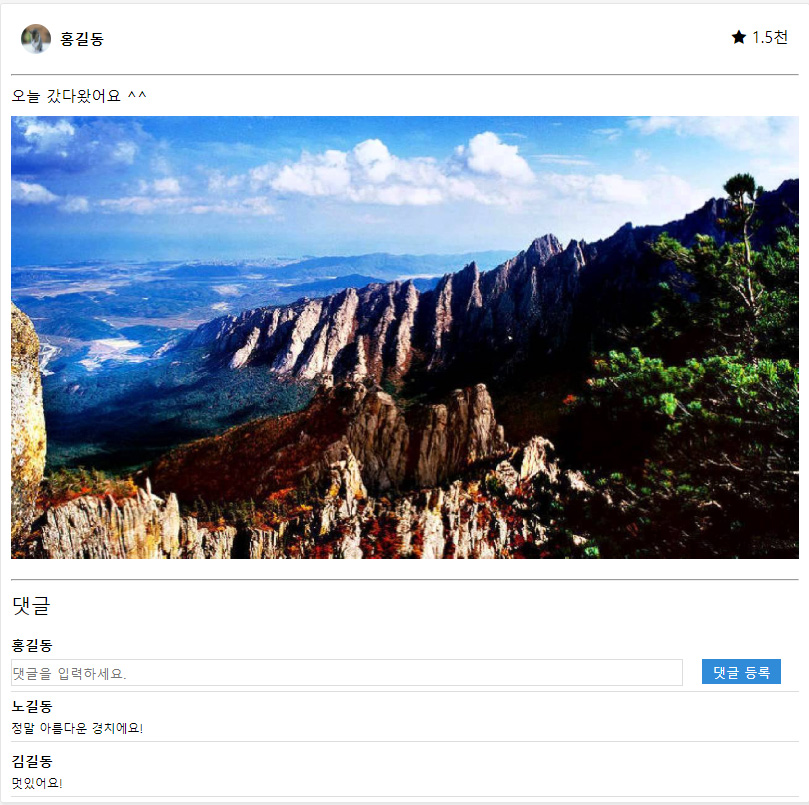 홍길동
★ 1.5천
오늘 갔다왔어요 ^^
댓글
홍길동
댓글을 입력하세요.
댓글 등록
노길동
정말 아름다운 경치에요!
김길동
멋있어요!